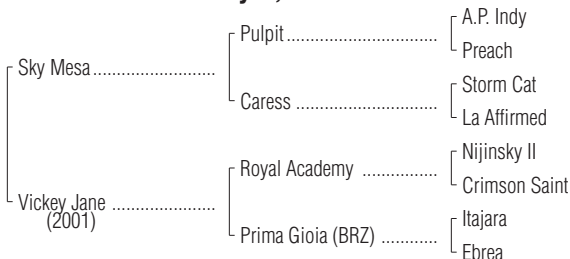 A.P. Indy
Pulpit
Preach
Sky Mesa
Storm Cat
Caress
La Affirmed
Nijinsky II
Royal Academy
Crimson Saint
Vickey Jane
(2001)
Itajara
Prima Gioia (BRZ)
Ebrea